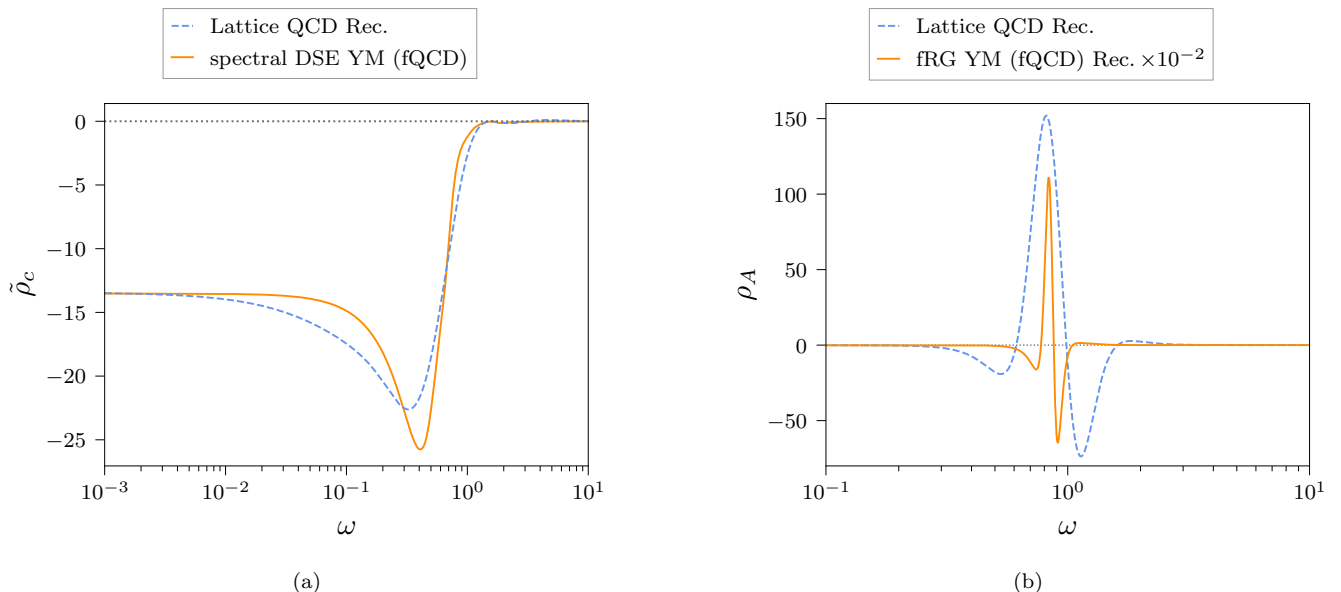 Lattice QCD Rec.
spectral DSE YM (fQCD)
0
−5
−10
−15
−20
−25
ρ̃_c
10⁻³
10⁻²
10⁻¹
10⁰
10¹
ω
(a)
Lattice QCD Rec.
fRG YM (fQCD) Rec. ×10⁻²
150
100
50
0
−50
ρ_A
10⁻¹
10⁰
10¹
ω
(b)